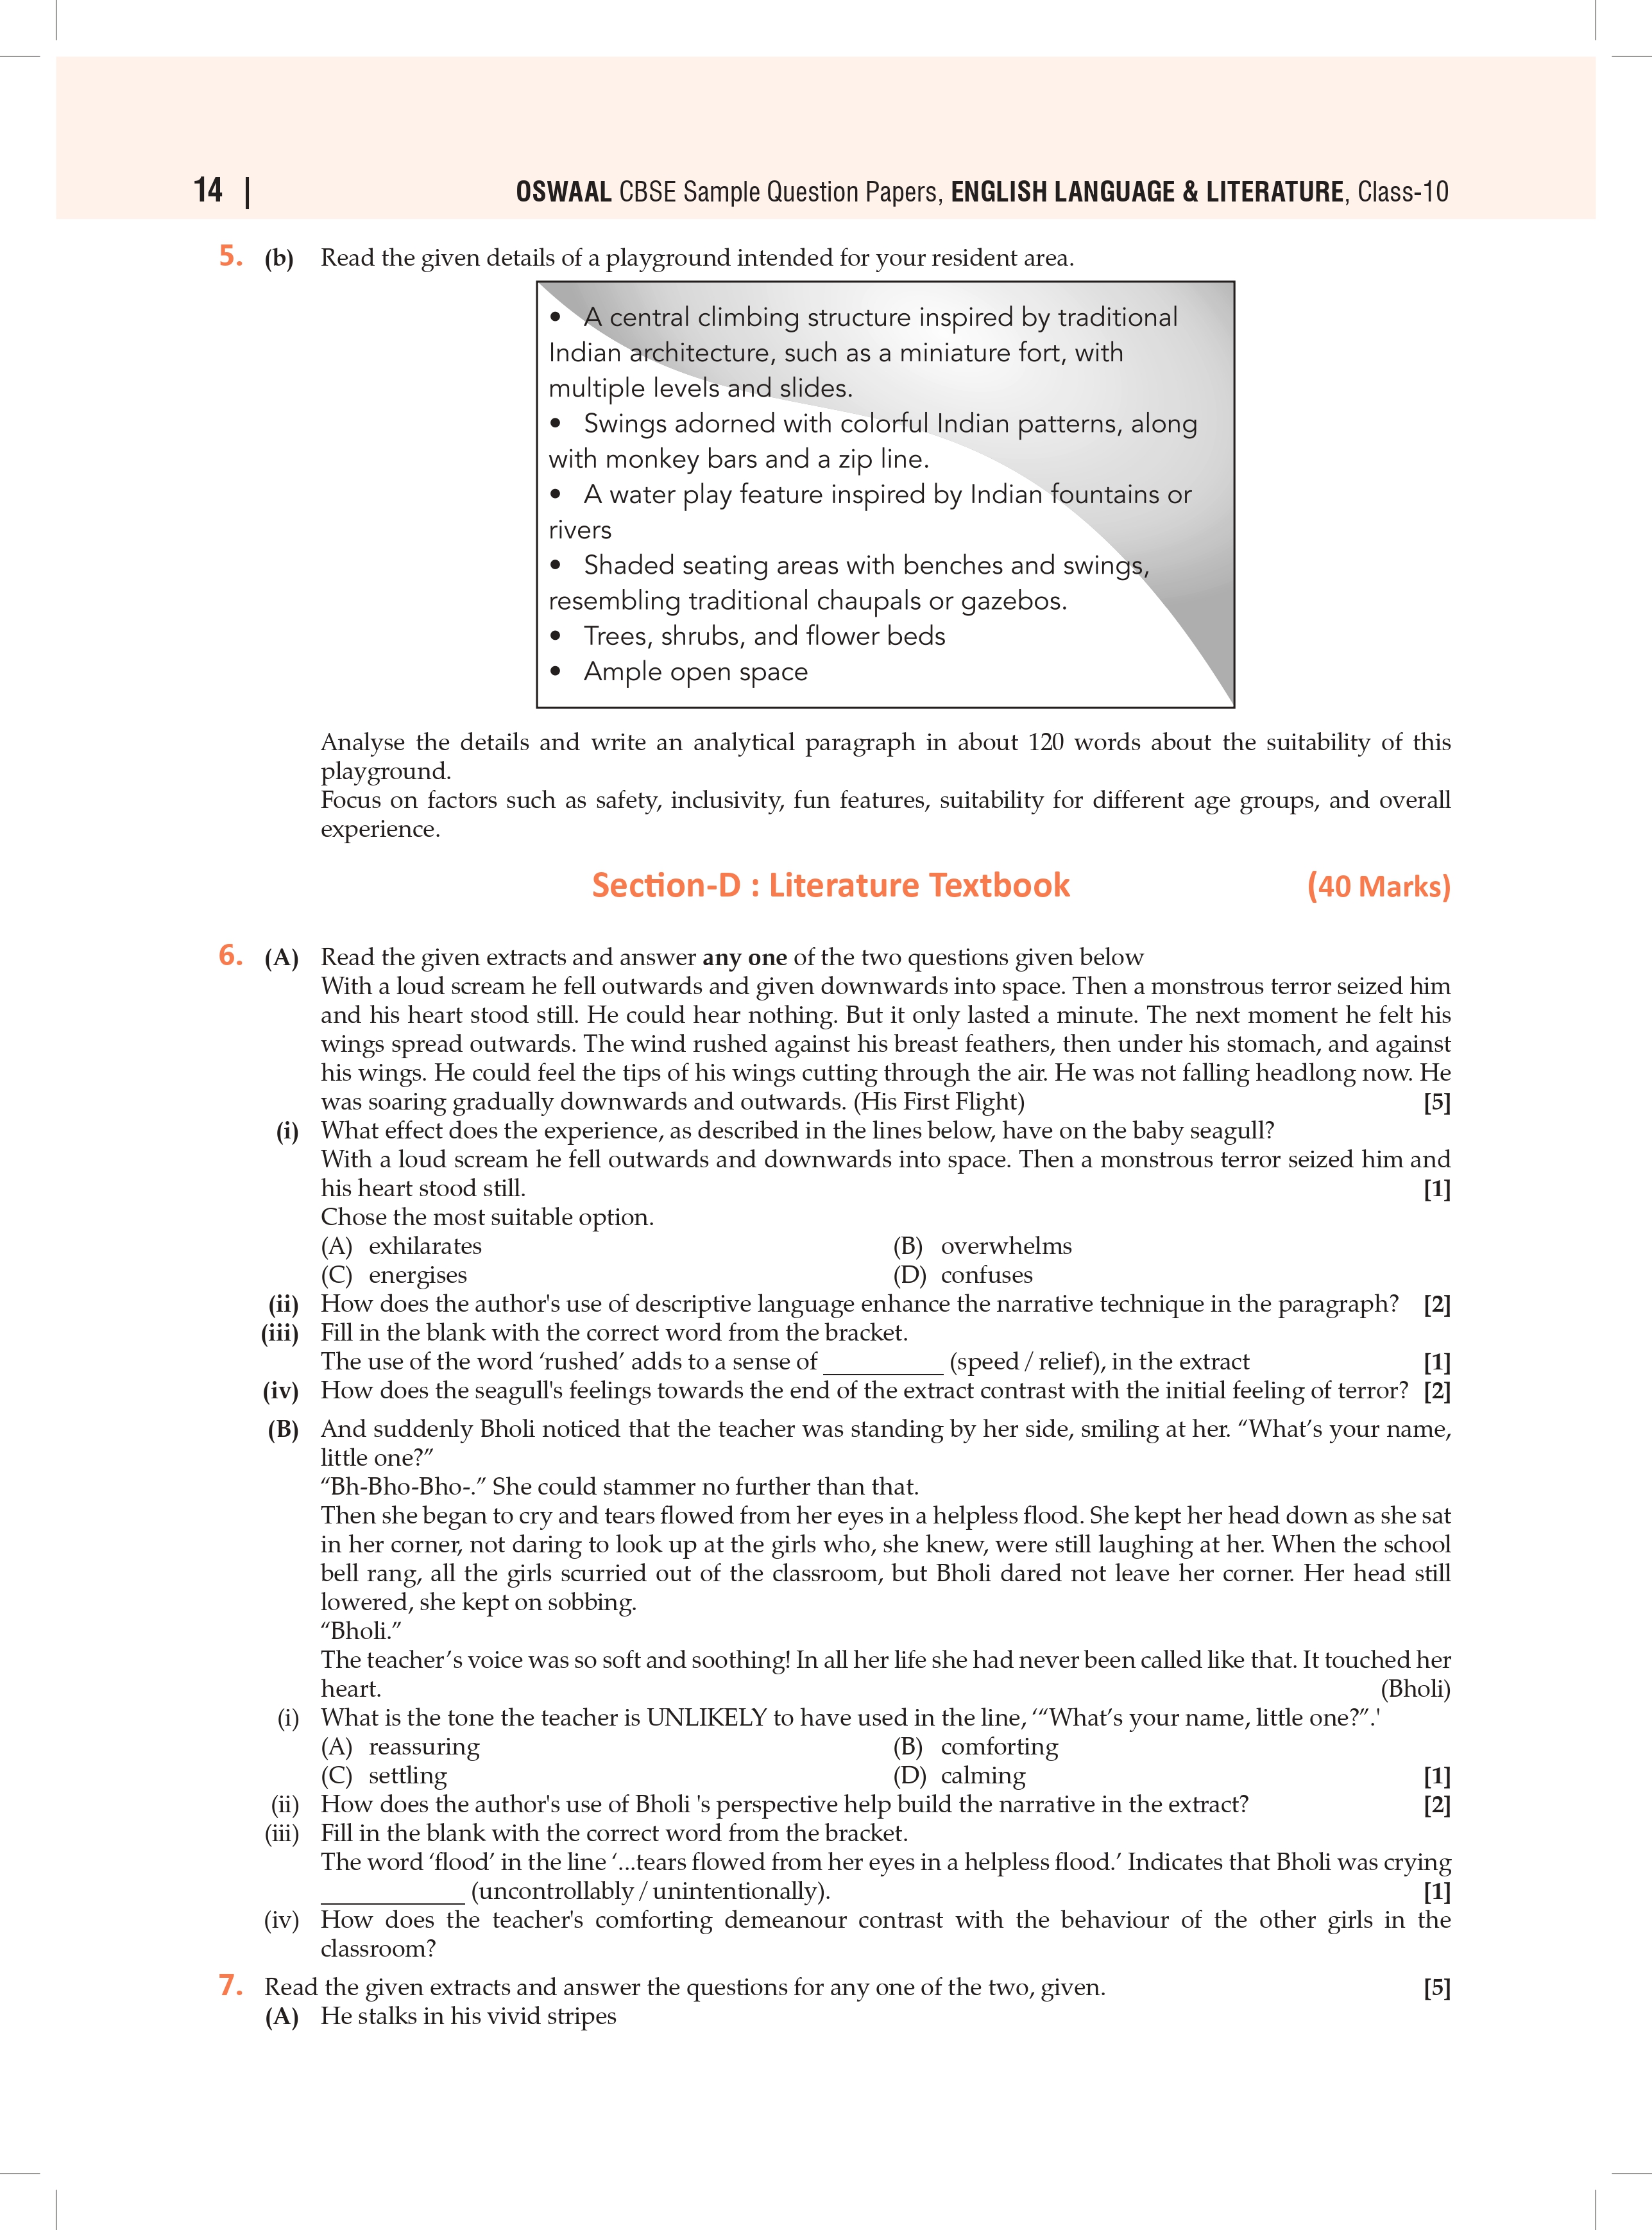 14 |
OSWAAL CBSE Sample Question Papers, ENGLISH LANGUAGE & LITERATURE, Class-10
5. (b) Read the given details of a playground intended for your resident area.
• A central climbing structure inspired by traditional
Indian architecture, such as a miniature fort, with
multiple levels and slides.
• Swings adorned with colorful Indian patterns, along
with monkey bars and a zip line.
• A water play feature inspired by Indian fountains or
rivers
• Shaded seating areas with benches and swings,
resembling traditional chaupals or gazebos.
• Trees, shrubs, and flower beds
• Ample open space
Analyse the details and write an analytical paragraph in about 120 words about the suitability of this
playground.
Focus on factors such as safety, inclusivity, fun features, suitability for different age groups, and overall
experience.
Section-D : Literature Textbook (40 Marks)
6. (A) Read the given extracts and answer any one of the two questions given below
With a loud scream he fell outwards and given downwards into space. Then a monstrous terror seized him
and his heart stood still. He could hear nothing. But it only lasted a minute. The next moment he felt his
wings spread outwards. The wind rushed against his breast feathers, then under his stomach, and against
his wings. He could feel the tips of his wings cutting through the air. He was not falling headlong now. He
was soaring gradually downwards and outwards. (His First Flight) [5]
(i) What effect does the experience, as described in the lines below, have on the baby seagull?
With a loud scream he fell outwards and downwards into space. Then a monstrous terror seized him and
his heart stood still. [1]
Chose the most suitable option.
(A) exhilarates (B) overwhelms
(C) energises (D) confuses
(ii) How does the author's use of descriptive language enhance the narrative technique in the paragraph? [2]
(iii) Fill in the blank with the correct word from the bracket.
The use of the word ‘rushed’ adds to a sense of __________ (speed / relief), in the extract [1]
(iv) How does the seagull's feelings towards the end of the extract contrast with the initial feeling of terror? [2]
(B) And suddenly Bholi noticed that the teacher was standing by her side, smiling at her. “What’s your name,
little one?”
“Bh-Bho-Bho-.” She could stammer no further than that.
Then she began to cry and tears flowed from her eyes in a helpless flood. She kept her head down as she sat
in her corner, not daring to look up at the girls who, she knew, were still laughing at her. When the school
bell rang, all the girls scurried out of the classroom, but Bholi dared not leave her corner. Her head still
lowered, she kept on sobbing.
“Bholi.”
The teacher’s voice was so soft and soothing! In all her life she had never been called like that. It touched her
heart. (Bholi)
(i) What is the tone the teacher is UNLIKELY to have used in the line, ‘“What’s your name, little one?”.'
(A) reassuring (B) comforting
(C) settling (D) calming [1]
(ii) How does the author's use of Bholi 's perspective help build the narrative in the extract? [2]
(iii) Fill in the blank with the correct word from the bracket.
The word ‘flood’ in the line ‘...tears flowed from her eyes in a helpless flood.’ Indicates that Bholi was crying
____________ (uncontrollably / unintentionally). [1]
(iv) How does the teacher's comforting demeanour contrast with the behaviour of the other girls in the
classroom?
7. Read the given extracts and answer the questions for any one of the two, given. [5]
(A) He stalks in his vivid stripes